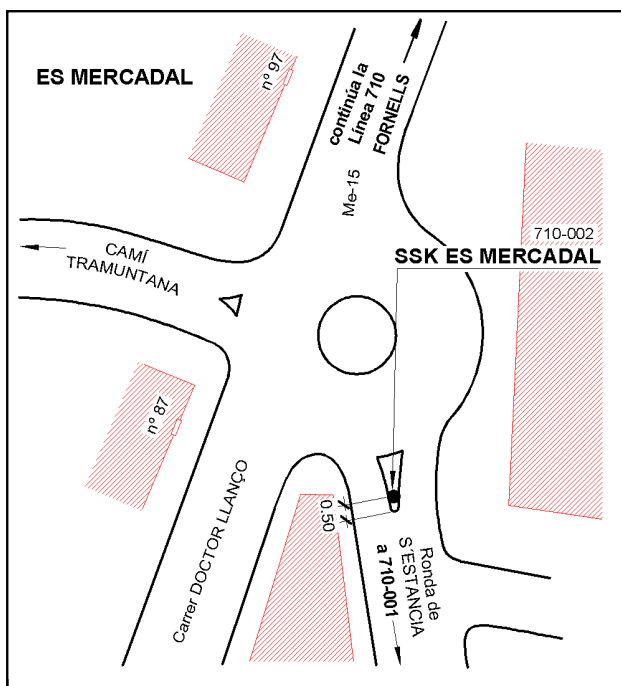 ES MERCADAL
nº 97
continúa la
Línea 710
FORNELLS
Me-15
710-002
SSK ES MERCADAL
CAMÍ
TRAMUNTANA
nº 87
Carrer DOCTOR LLANÇO
0.50
Ronda de
S'ESTANCIA
a 710-001